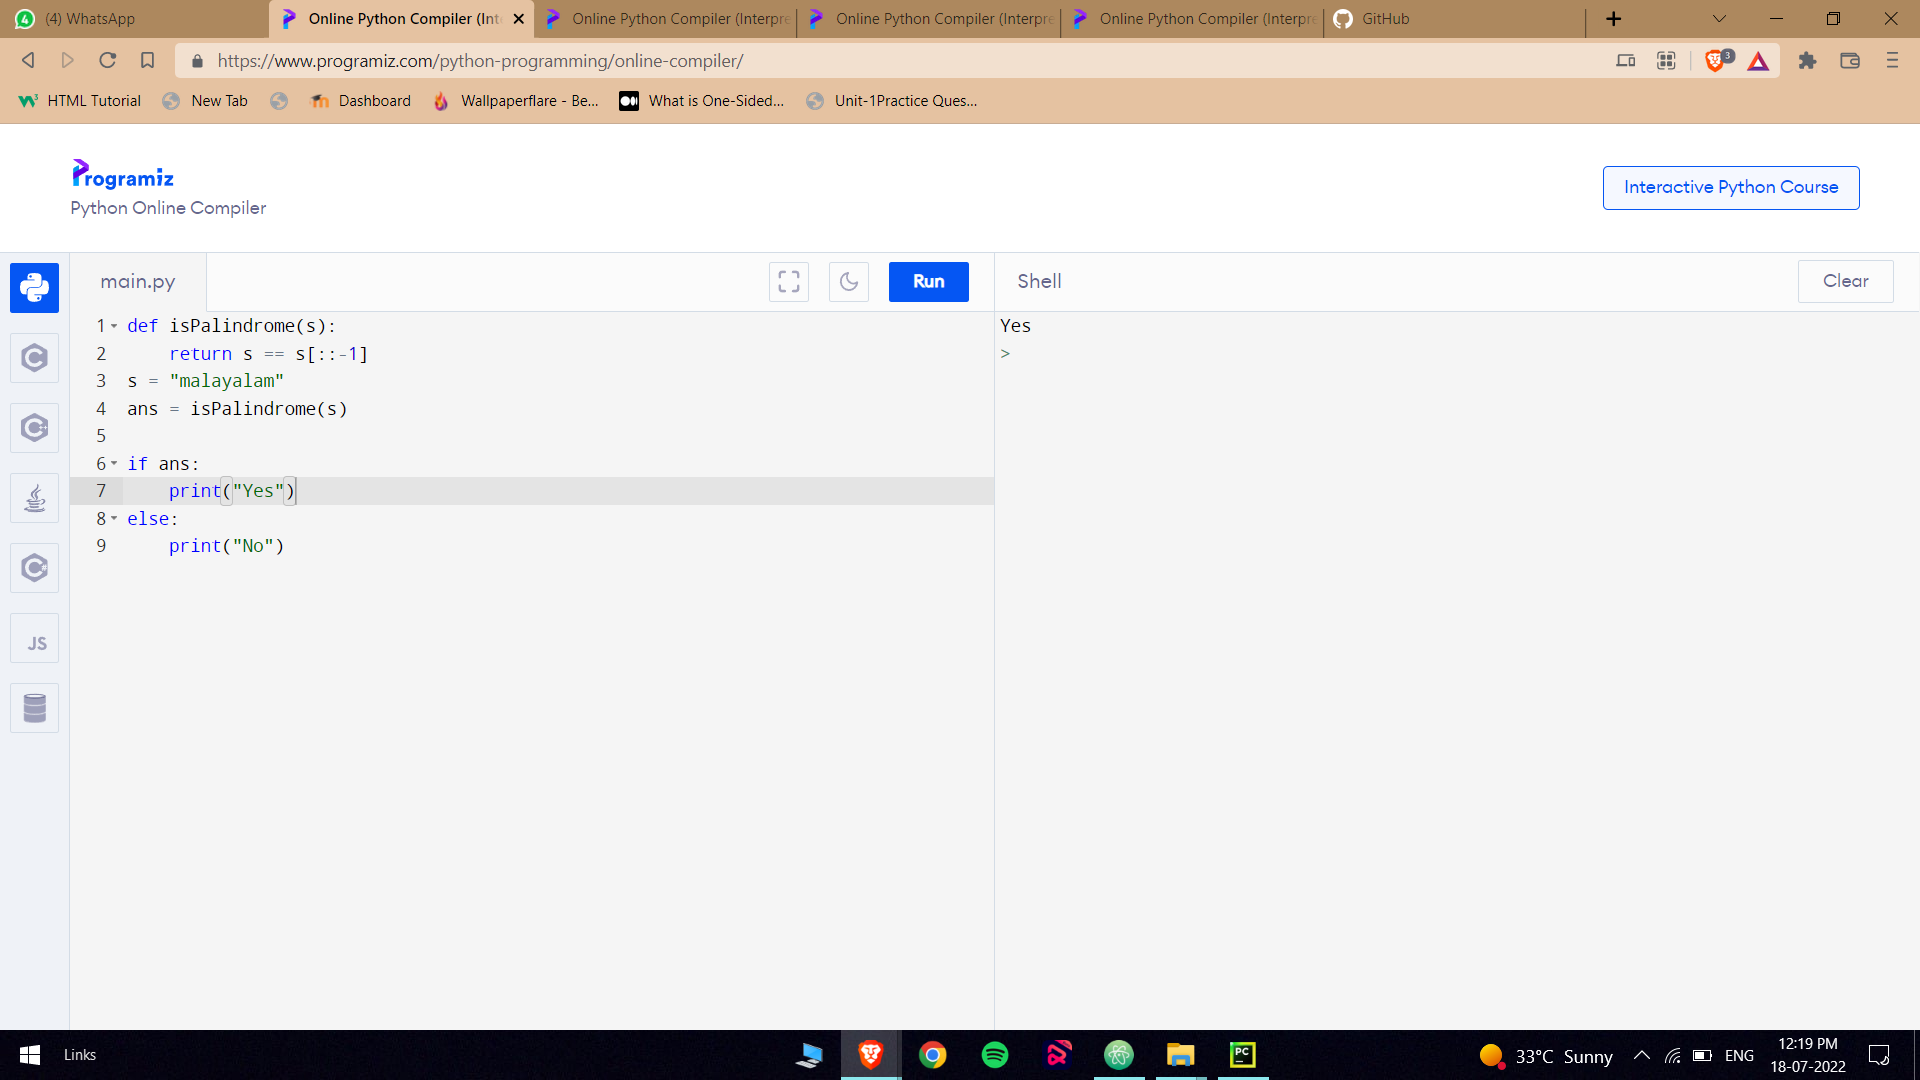 (4) WhatsApp
Online Python Compiler (Int
Online Python Compiler (Interpre
Online Python Compiler (Interpre
Online Python Compiler (Interpre
GitHub
https://www.programiz.com/python-programming/online-compiler/
3
HTML Tutorial
New Tab
Dashboard
Wallpaperflare - Be...
What is One-Sided...
Unit-1Practice Ques...
Programiz
Python Online Compiler
Interactive Python Course
main.py
Run
Shell
Clear
1 def isPalindrome(s):
2     return s == s[::-1]
3 s = "malayalam"
4 ans = isPalindrome(s)
5
6 if ans:
7     print("Yes")
8 else:
9     print("No")
Yes
>
JS
Links
PC
33°C Sunny
ENG
12:19 PM
18-07-2022